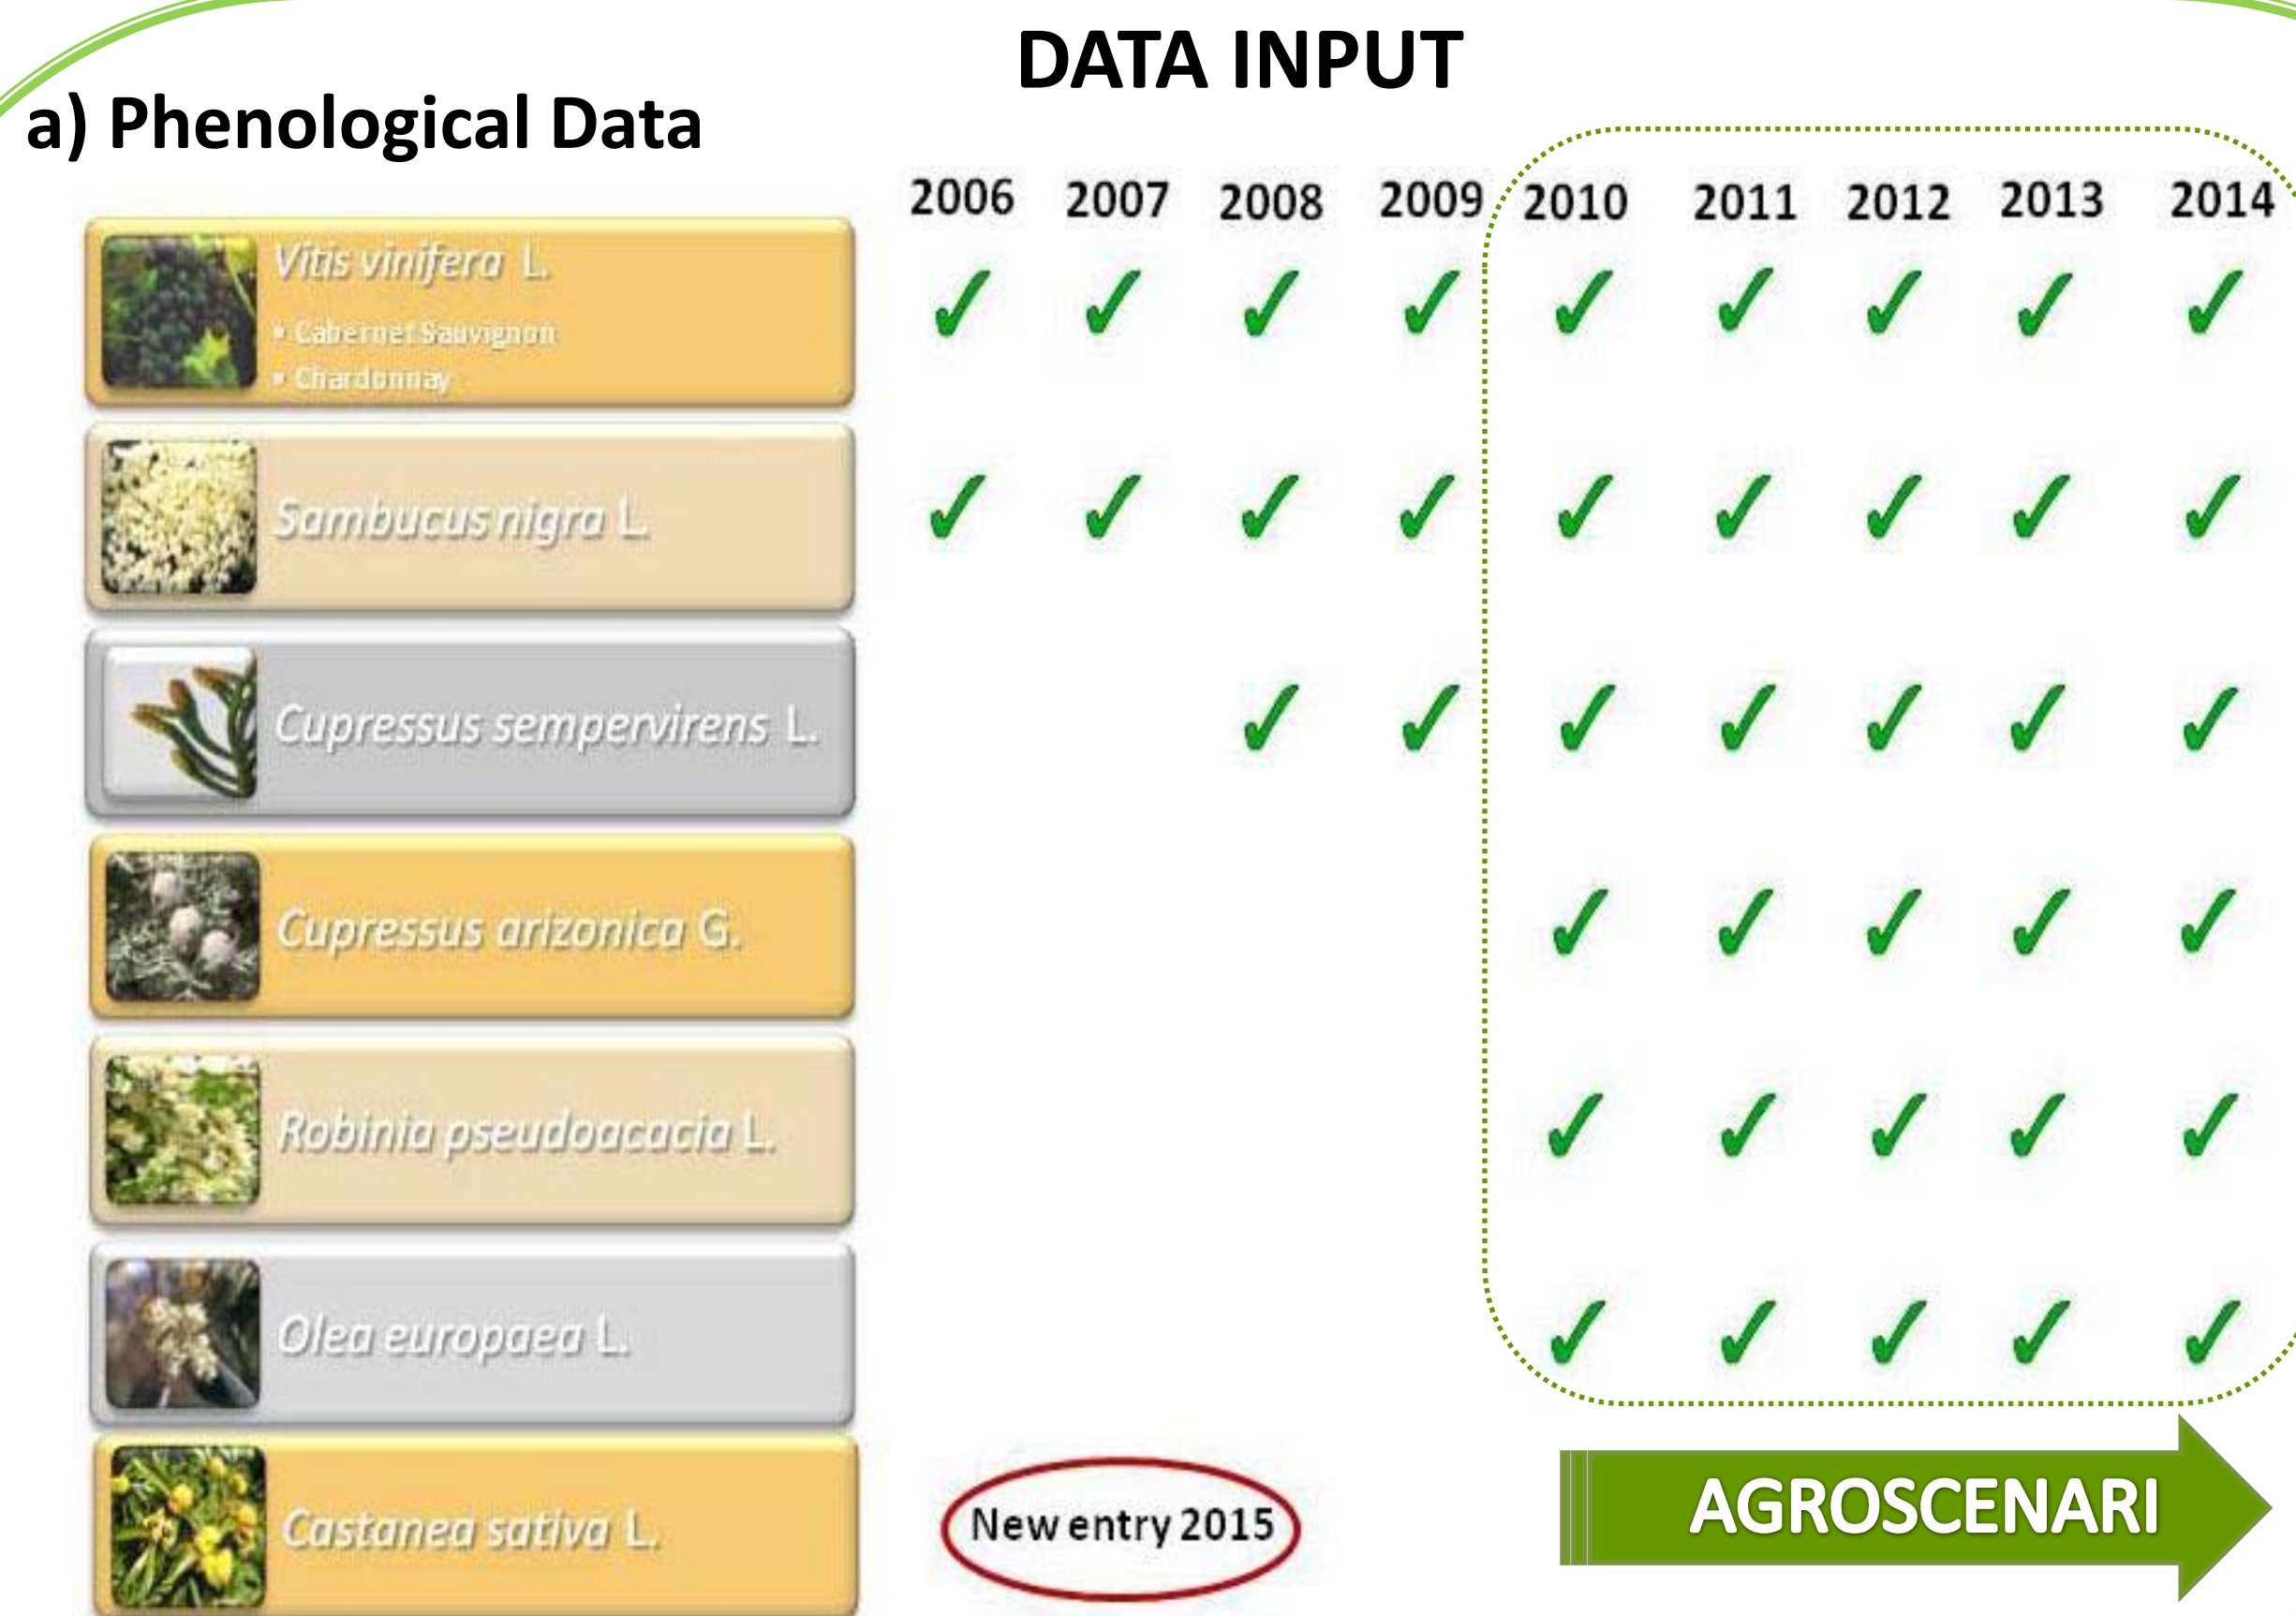 DATA INPUT
a) Phenological Data
2006 2007 2008 2009 2010 2011 2012 2013 2014
Vitis vinifera L.
▪ Cabernet Sauvignon
▪ Chardonnay
✓ ✓ ✓ ✓ ✓ ✓ ✓ ✓ ✓
Sambucus nigra L.
✓ ✓ ✓ ✓ ✓ ✓ ✓ ✓ ✓
Cupressus sempervirens L.
✓ ✓ ✓ ✓ ✓ ✓ ✓
Cupressus arizonica G.
✓ ✓ ✓ ✓ ✓
Robinia pseudoacacia L.
✓ ✓ ✓ ✓ ✓
Olea europaea L.
✓ ✓ ✓ ✓ ✓
Castanea sativa L.
New entry 2015
AGROSCENARI